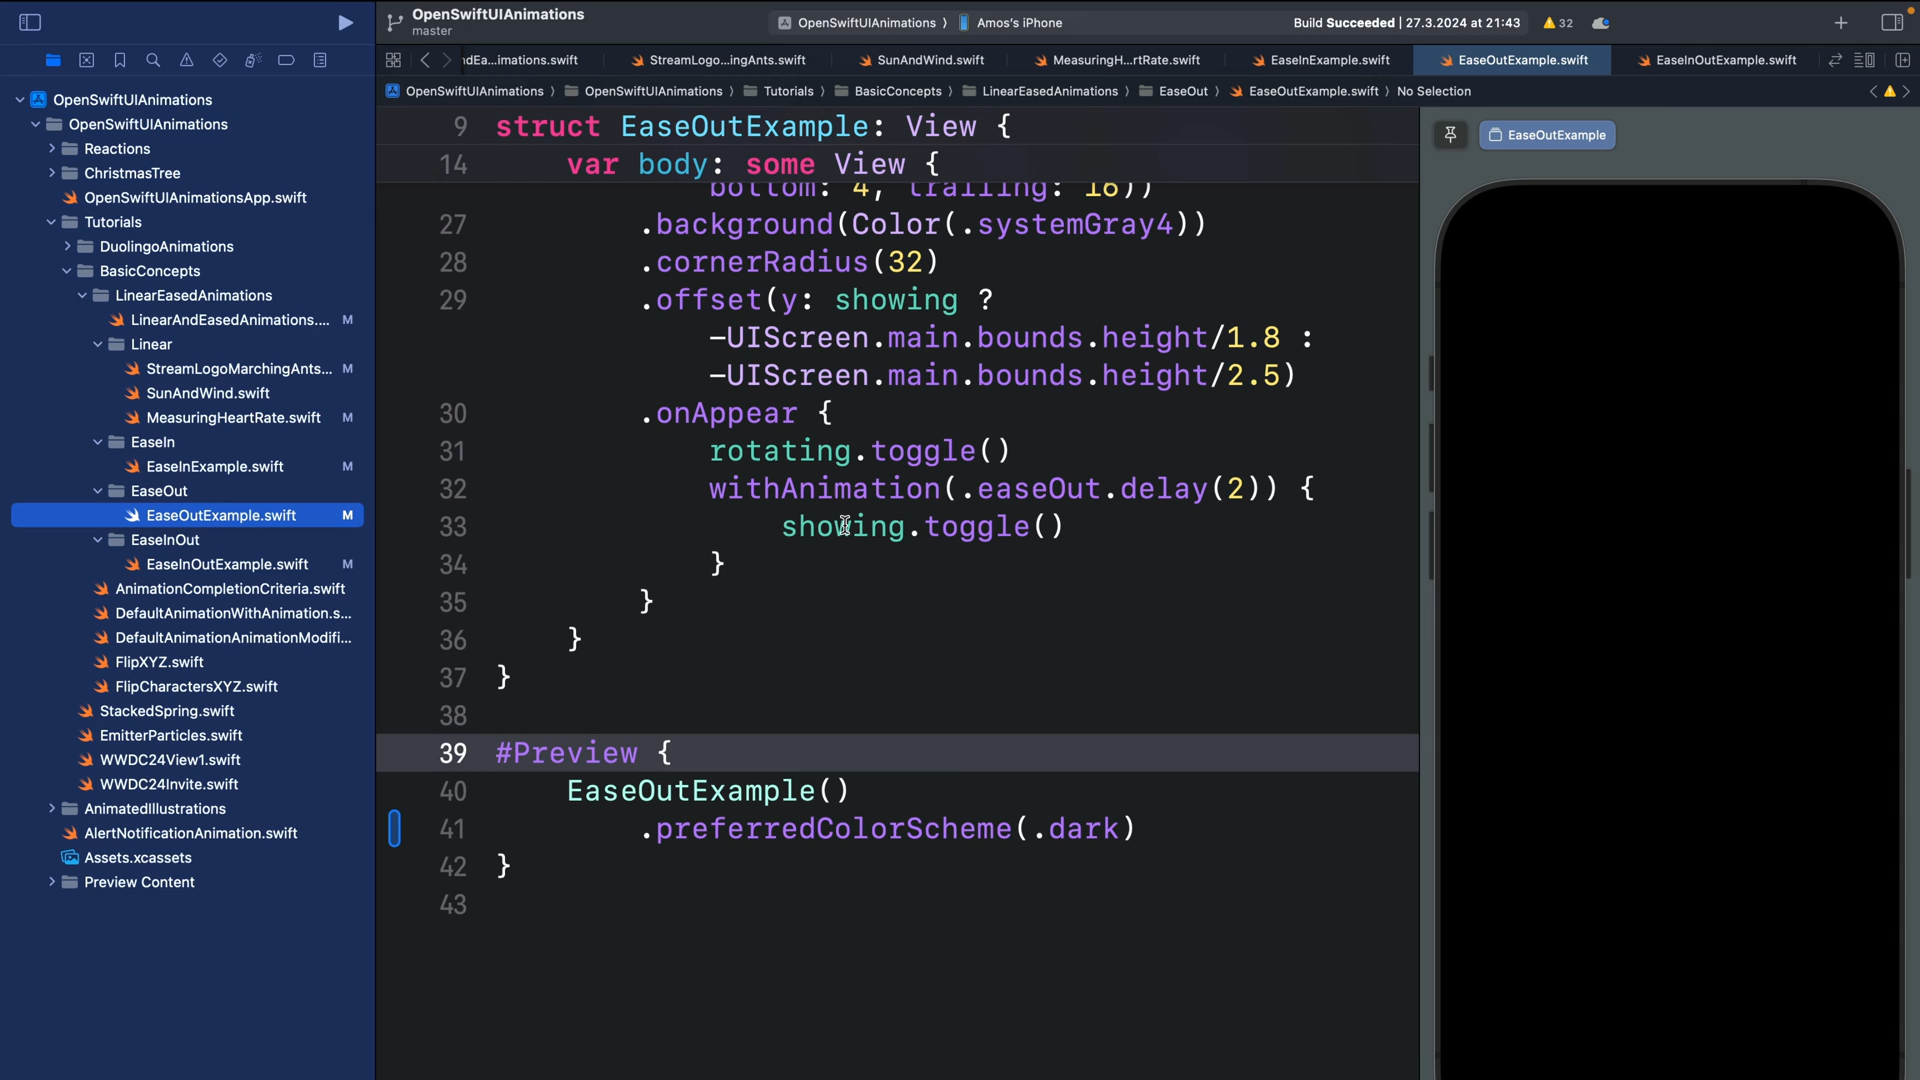 OpenSwiftUIAnimations
master
OpenSwiftUIAnimations 〉 Amos's iPhone
Build Succeeded | 27.3.2024 at 21:43
32
ndEa...imations.swift
StreamLogo...ingAnts.swift
SunAndWind.swift
MeasuringH...rtRate.swift
EaseInExample.swift
EaseOutExample.swift
EaseInOutExample.swift
OpenSwiftUIAnimations 〉 OpenSwiftUIAnimations 〉 Tutorials 〉 BasicConcepts 〉 LinearEasedAnimations 〉 EaseOut 〉 EaseOutExample.swift 〉 No Selection
OpenSwiftUIAnimations
OpenSwiftUIAnimations
Reactions
ChristmasTree
OpenSwiftUIAnimationsApp.swift
Tutorials
DuolingoAnimations
BasicConcepts
LinearEasedAnimations
LinearAndEasedAnimations.... M
Linear
StreamLogoMarchingAnts... M
SunAndWind.swift
MeasuringHeartRate.swift M
EaseIn
EaseInExample.swift M
EaseOut
EaseOutExample.swift M
EaseInOut
EaseInOutExample.swift M
AnimationCompletionCriteria.swift
DefaultAnimationWithAnimation.s...
DefaultAnimationAnimationModifi...
FlipXYZ.swift
FlipCharactersXYZ.swift
StackedSpring.swift
EmitterParticles.swift
WWDC24View1.swift
WWDC24Invite.swift
AnimatedIllustrations
AlertNotificationAnimation.swift
Assets.xcassets
Preview Content
9 struct EaseOutExample: View {
14 var body: some View {
bottom: 4, trailing: 16))
27 .background(Color(.systemGray4))
28 .cornerRadius(32)
29 .offset(y: showing ?
-UIScreen.main.bounds.height/1.8 :
-UIScreen.main.bounds.height/2.5)
30 .onAppear {
31 rotating.toggle()
32 withAnimation(.easeOut.delay(2)) {
33 showing.toggle()
34 }
35 }
36 }
37 }
38
39 #Preview {
40 EaseOutExample()
41 .preferredColorScheme(.dark)
42 }
43
EaseOutExample